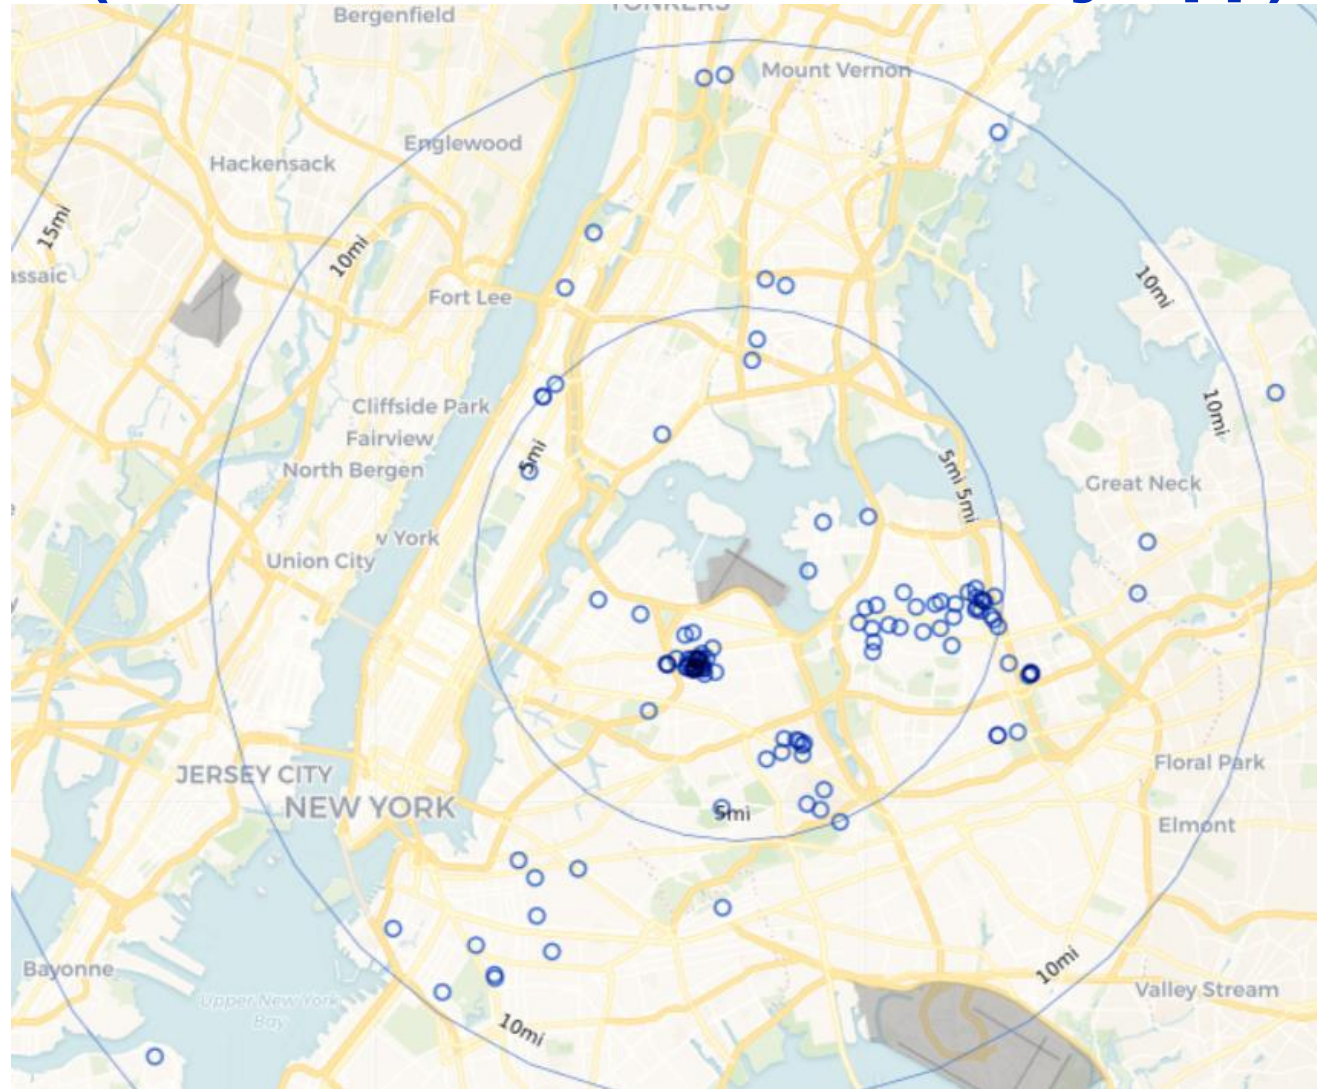 YONKERS
Bergenfield
Mount Vernon
Englewood
Hackensack
15mi
10mi
assaic
10mi
Fort Lee
10mi
Cliffside Park
Fairview
5mi
North Bergen
5mi
5mi
Great Neck
v York
Union City
Floral Park
JERSEY CITY
NEW YORK
5mi
Elmont
10mi
Bayonne
Valley Stream
Upper New York
Bay
10mi